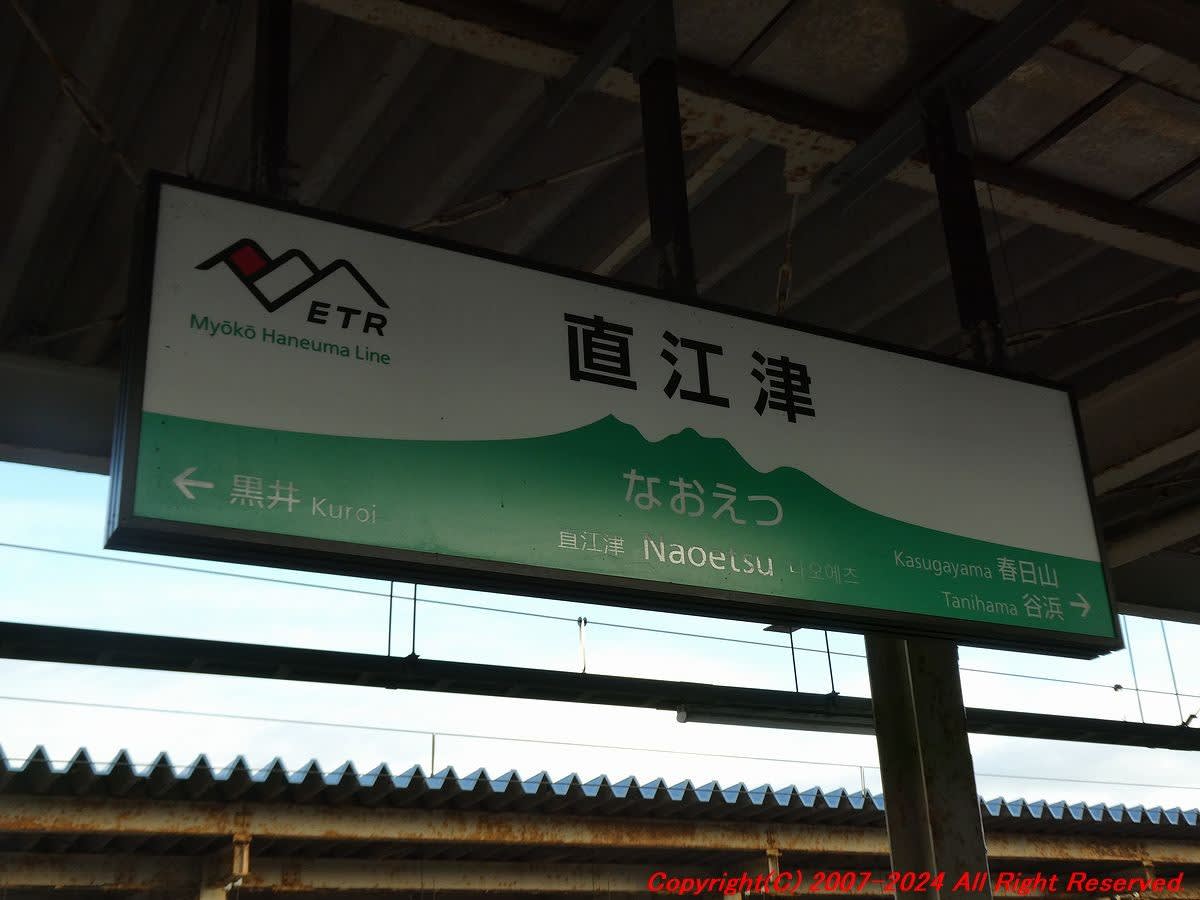 ETR
Myōkō Haneuma Line
直江津
なおえつ
← 黒井 Kuroi
直江津 Naoetsu 나오에츠
Kasugayama 春日山
Tanihama 谷浜 →
Copyright(C) 2007-2024 All Right Reserved